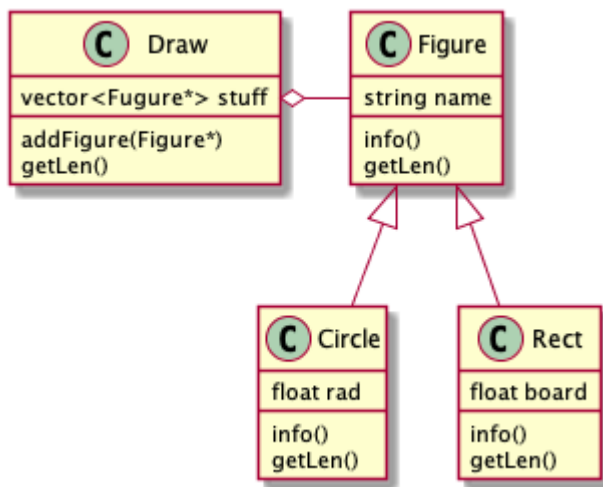 C Draw
vector<Fugure*> stuff
addFigure(Figure*)
getLen()
C Figure
string name
info()
getLen()
C Circle
float rad
info()
getLen()
C Rect
float board
info()
getLen()